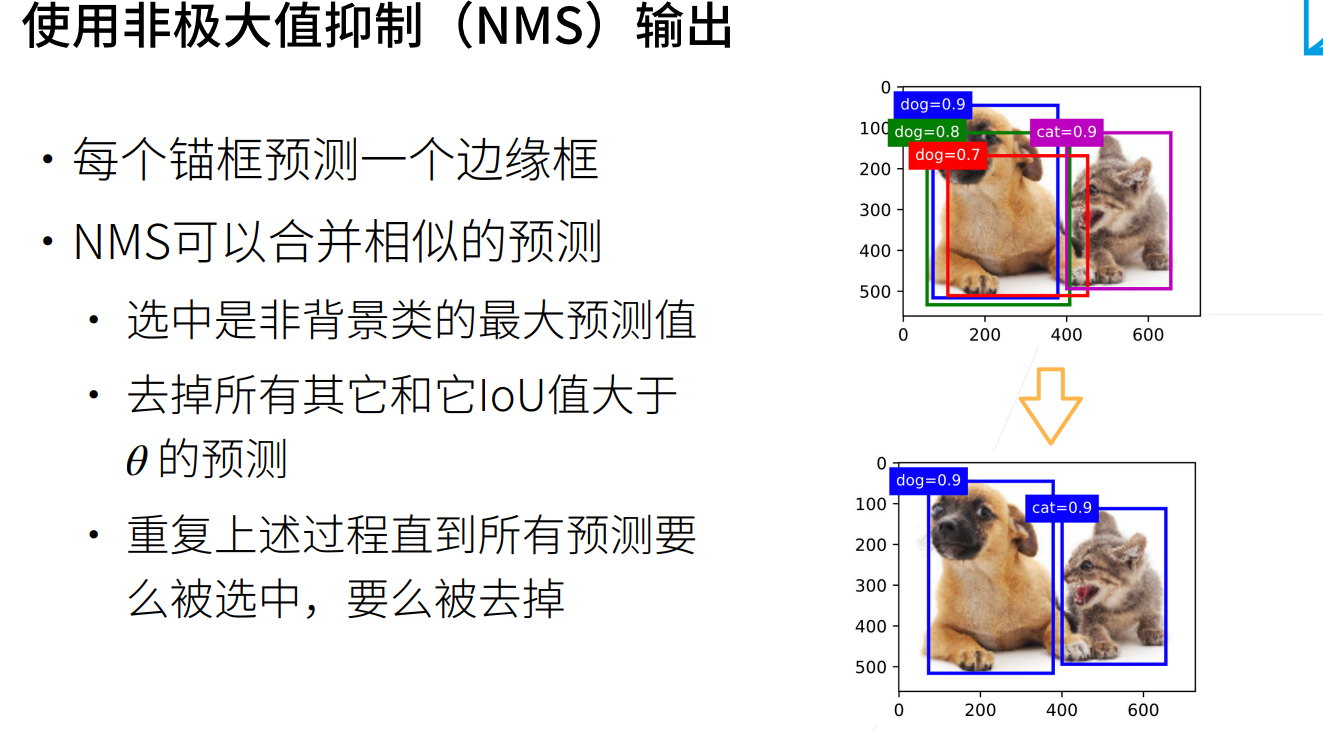 使用非极大值抑制（NMS）输出
• 每个锚框预测一个边缘框
• NMS可以合并相似的预测
• 选中是非背景类的最大预测值
• 去掉所有其它和它IoU值大于
θ 的预测
• 重复上述过程直到所有预测要
么被选中，要么被去掉
0
dog=0.9
100
dog=0.8
cat=0.9
dog=0.7
200
300
400
500
0 200 400 600
0
dog=0.9
100
cat=0.9
200
300
400
500
0 200 400 600